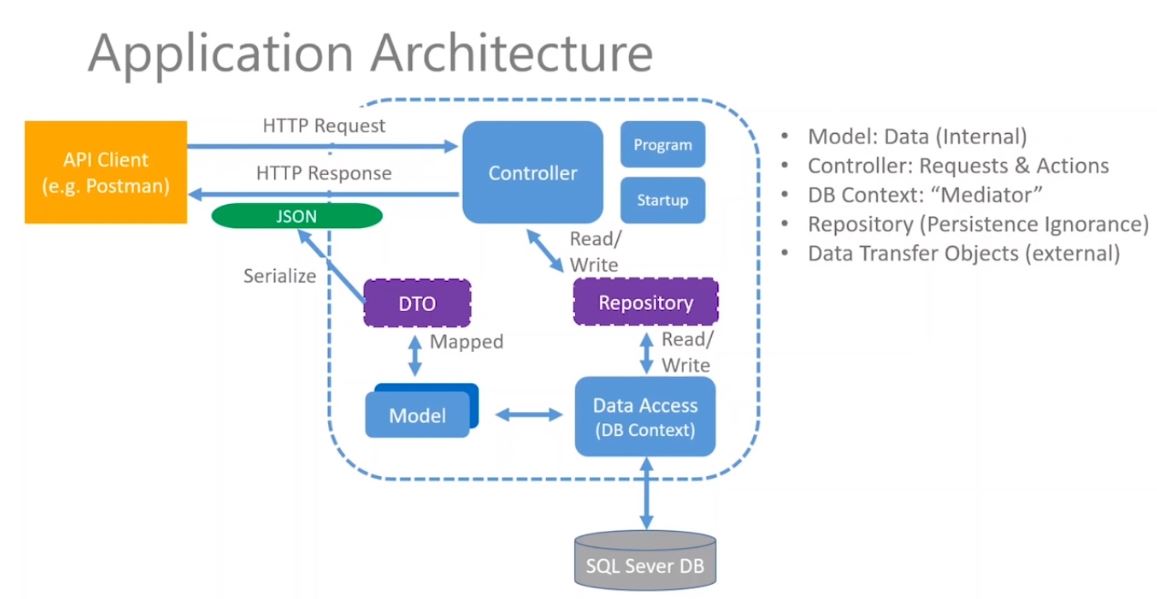 Application Architecture
HTTP Request
API Client
(e.g. Postman)
HTTP Response
JSON
Controller
Program
Startup
Read/
Write
Serialize
DTO
Repository
Mapped
Read/
Write
Model
Data Access
(DB Context)
SQL Sever DB
• Model: Data (Internal)
• Controller: Requests & Actions
• DB Context: “Mediator”
• Repository (Persistence Ignorance)
• Data Transfer Objects (external)